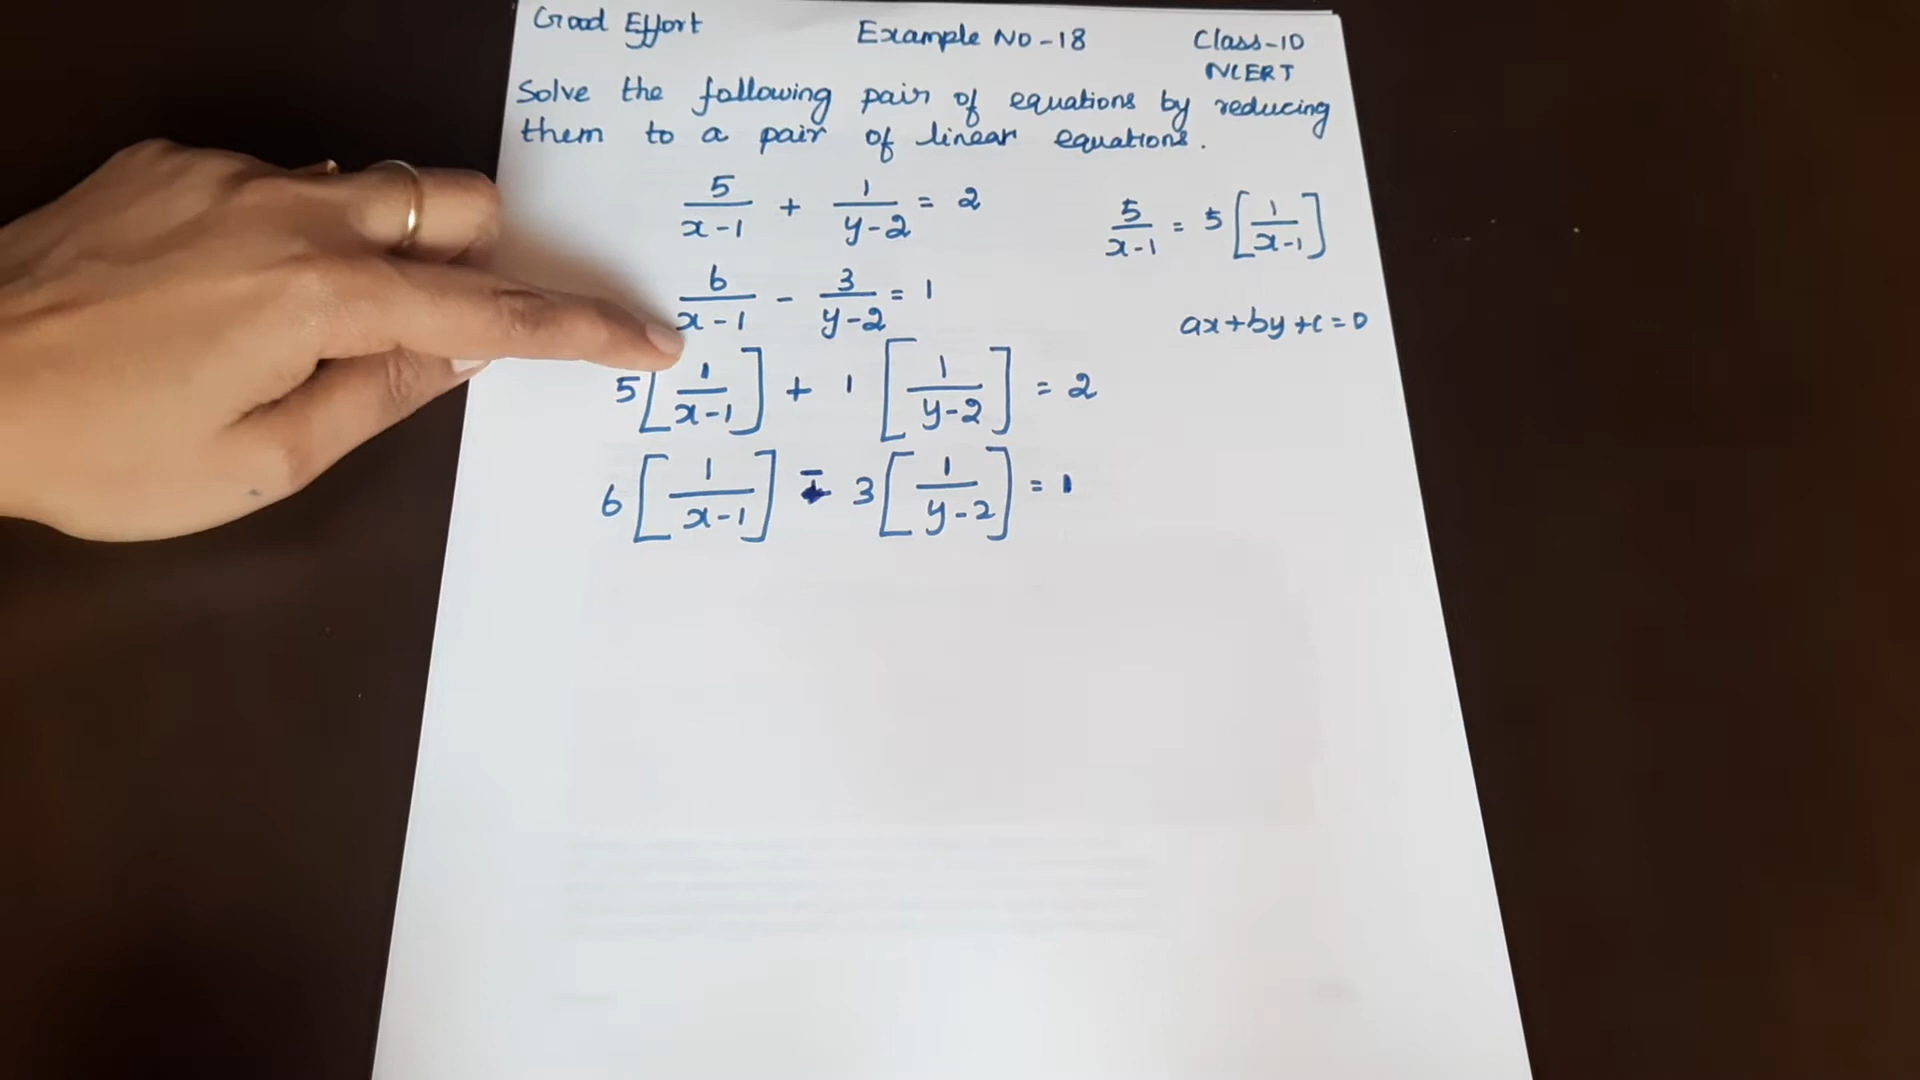 Good Effort Example No-18 Class-10
NCERT
Solve the following pair of equations by reducing
them to a pair of linear equations.
5/(x-1) + 1/(y-2) = 2
5/(x-1) = 5[1/(x-1)]
6/(x-1) - 3/(y-2) = 1
ax+by+c=0
5[1/(x-1)] + 1[1/(y-2)] = 2
6[1/(x-1)] - 3[1/(y-2)] = 1